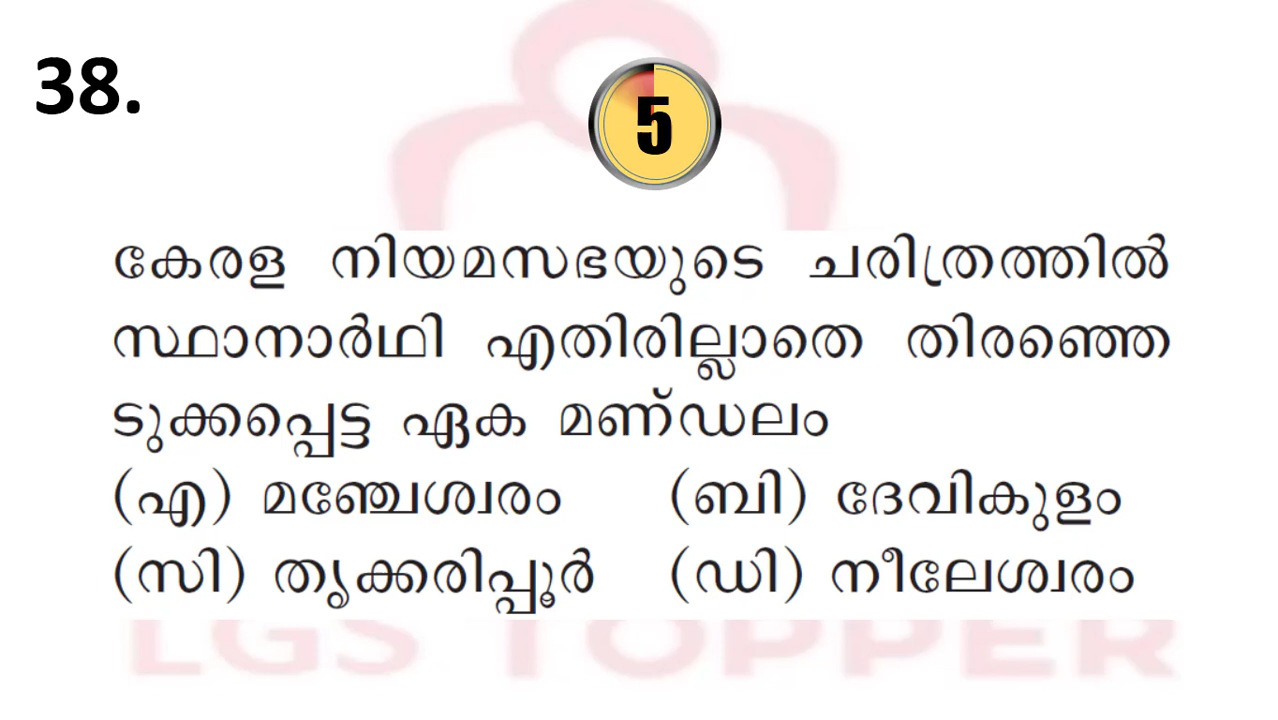 38.
5
കേരള നിയമസഭയുടെ ചരിത്രത്തിൽ
സ്ഥാനാർഥി എതിരില്ലാതെ തിരഞ്ഞെ
ടുക്കപ്പെട്ട ഏക മണ്ഡലം
(എ) മഞ്ചേശ്വരം (ബി) ദേവികുളം
(സി) തൃക്കരിപ്പൂർ (ഡി) നീലേശ്വരം
LGS TOPPER